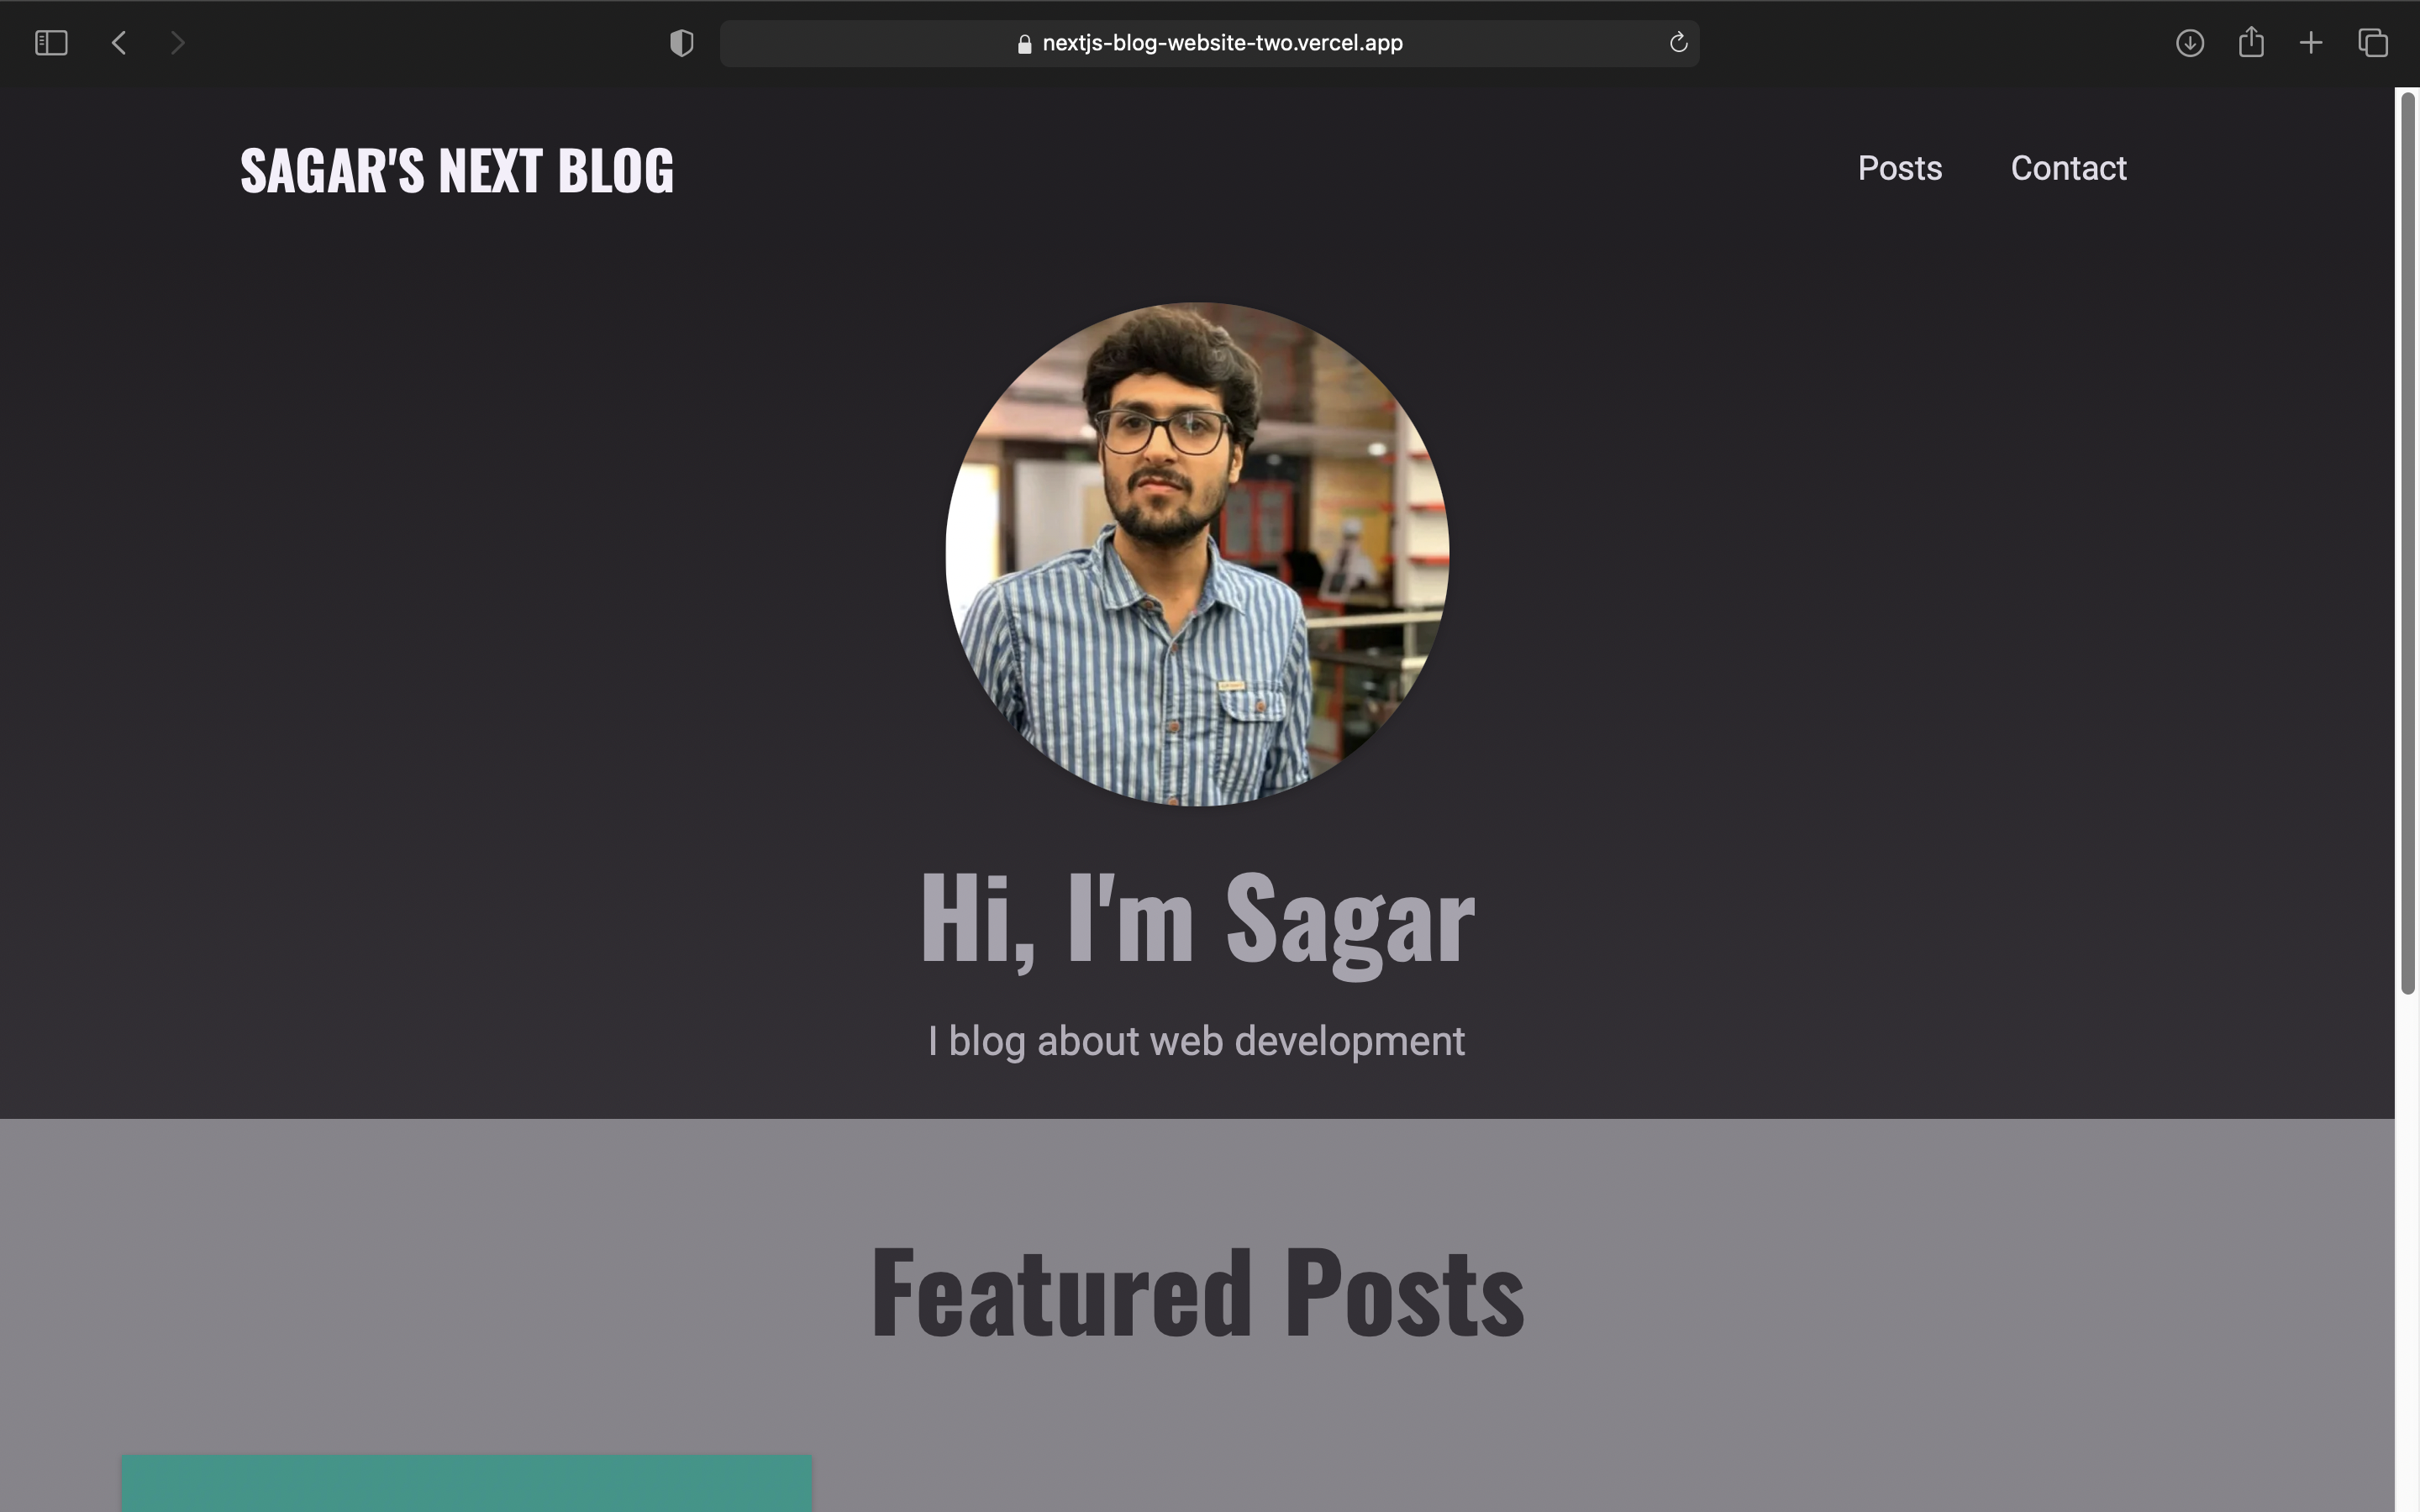 nextjs-blog-website-two.vercel.app
SAGAR'S NEXT BLOG
Posts
Contact
Hi, I'm Sagar
I blog about web development
Featured Posts